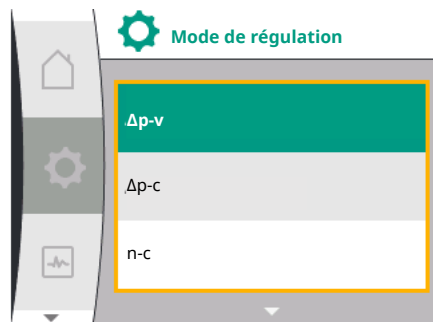 Mode de régulation
Δp-v
Δp-c
n-c